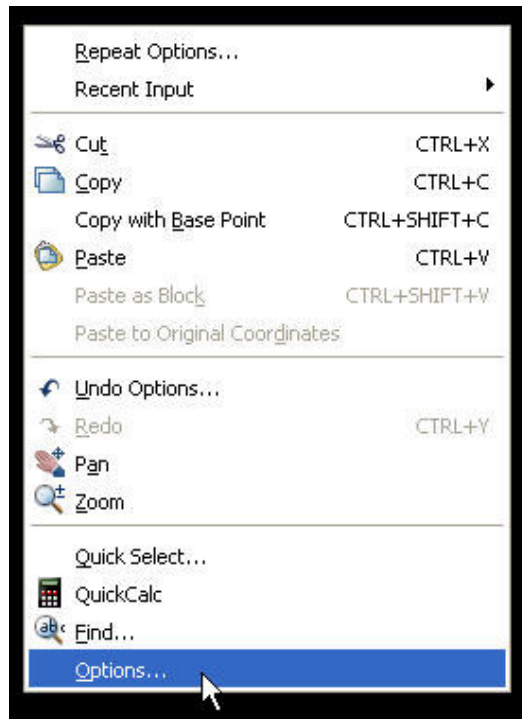 Repeat Options...
Recent Input
Cut CTRL+X
Copy CTRL+C
Copy with Base Point CTRL+SHIFT+C
Paste CTRL+V
Paste as Block CTRL+SHIFT+V
Paste to Original Coordinates
Undo Options...
Redo CTRL+Y
Pan
Zoom
Quick Select...
QuickCalc
Find...
Options...